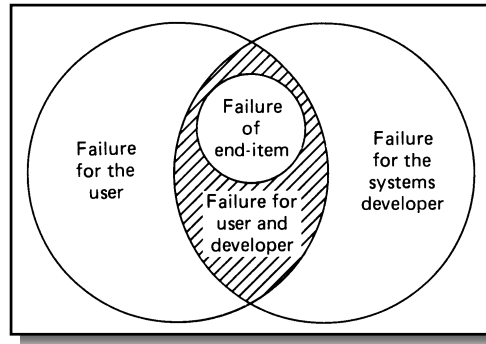 Failure
for the
user
Failure
of
end-item
Failure for
user and
developer
Failure
for the
systems
developer